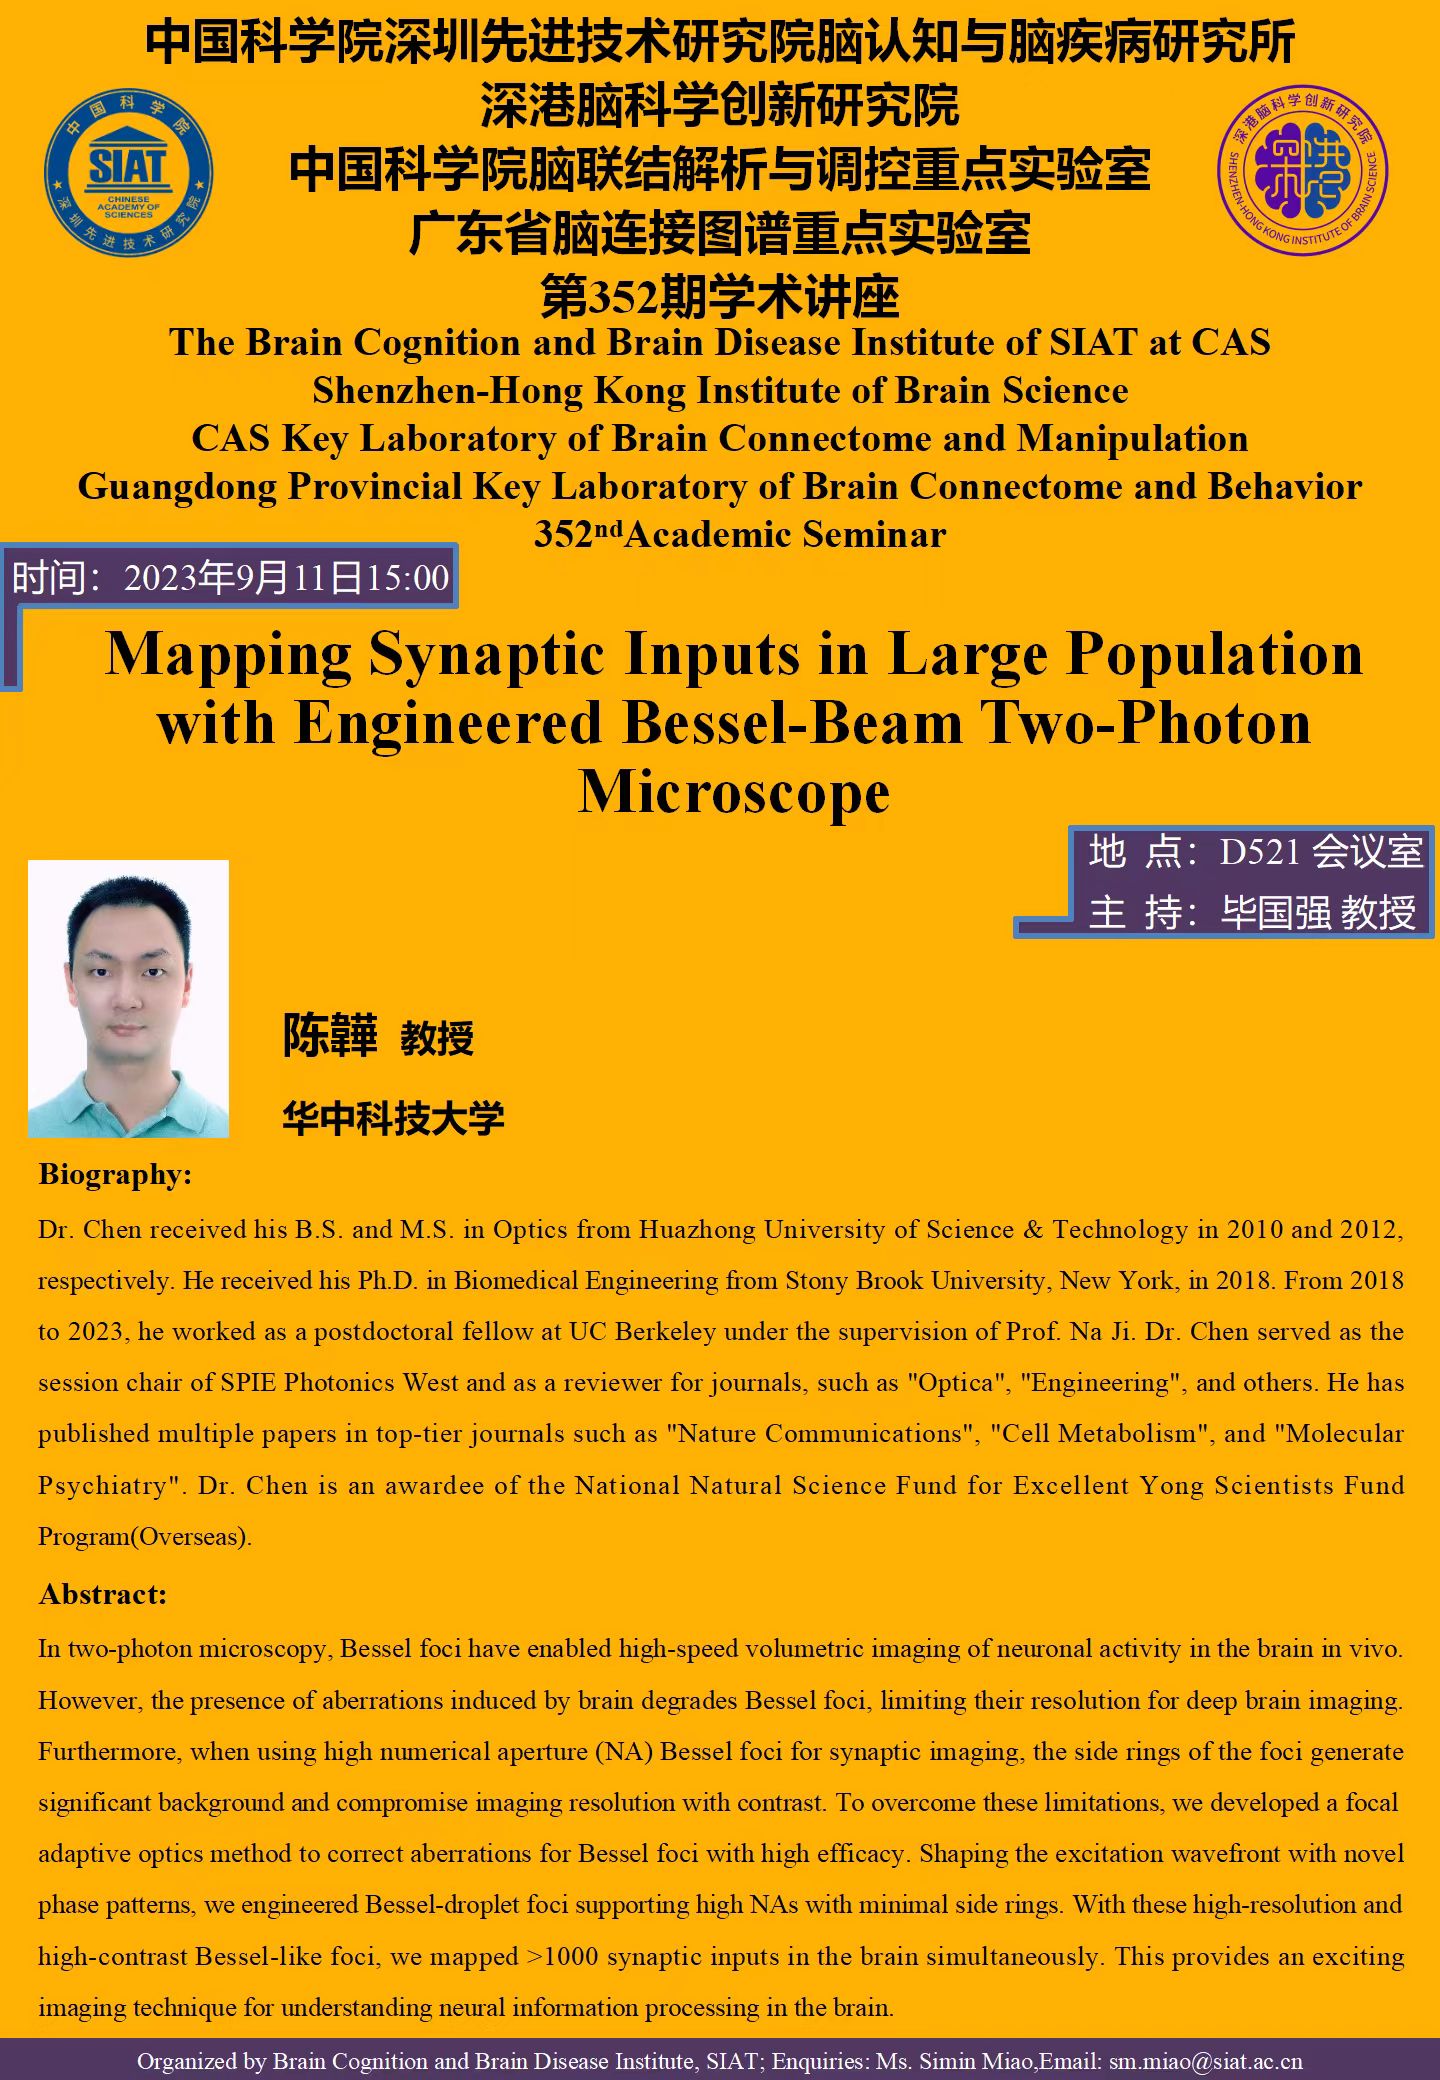 中国科学院深圳先进技术研究院脑认知与脑疾病研究所
深港脑科学创新研究院
中国科学院脑联结解析与调控重点实验室
广东省脑连接图谱重点实验室
第352期学术讲座
中国科学院
SIAT
CHINESE
ACADEMY OF
SCIENCES
深圳先进技术研究院
深港脑科学创新研究院
深港
SHENZHEN-HONG KONG INSTITUTE OF BRAIN SCIENCE
The Brain Cognition and Brain Disease Institute of SIAT at CAS
Shenzhen-Hong Kong Institute of Brain Science
CAS Key Laboratory of Brain Connectome and Manipulation
Guangdong Provincial Key Laboratory of Brain Connectome and Behavior
352ndAcademic Seminar
时间：2023年9月11日15:00
Mapping Synaptic Inputs in Large Population
with Engineered Bessel-Beam Two-Photon
Microscope
地 点：D521 会议室
主 持：毕国强 教授
陈韡 教授
华中科技大学
Biography:
Dr. Chen received his B.S. and M.S. in Optics from Huazhong University of Science & Technology in 2010 and 2012,
respectively. He received his Ph.D. in Biomedical Engineering from Stony Brook University, New York, in 2018. From 2018
to 2023, he worked as a postdoctoral fellow at UC Berkeley under the supervision of Prof. Na Ji. Dr. Chen served as the
session chair of SPIE Photonics West and as a reviewer for journals, such as "Optica", "Engineering", and others. He has
published multiple papers in top-tier journals such as "Nature Communications", "Cell Metabolism", and "Molecular
Psychiatry". Dr. Chen is an awardee of the National Natural Science Fund for Excellent Yong Scientists Fund
Program(Overseas).
Abstract:
In two-photon microscopy, Bessel foci have enabled high-speed volumetric imaging of neuronal activity in the brain in vivo.
However, the presence of aberrations induced by brain degrades Bessel foci, limiting their resolution for deep brain imaging.
Furthermore, when using high numerical aperture (NA) Bessel foci for synaptic imaging, the side rings of the foci generate
significant background and compromise imaging resolution with contrast. To overcome these limitations, we developed a focal
adaptive optics method to correct aberrations for Bessel foci with high efficacy. Shaping the excitation wavefront with novel
phase patterns, we engineered Bessel-droplet foci supporting high NAs with minimal side rings. With these high-resolution and
high-contrast Bessel-like foci, we mapped >1000 synaptic inputs in the brain simultaneously. This provides an exciting
imaging technique for understanding neural information processing in the brain.
Organized by Brain Cognition and Brain Disease Institute, SIAT; Enquiries: Ms. Simin Miao,Email: sm.miao@siat.ac.cn